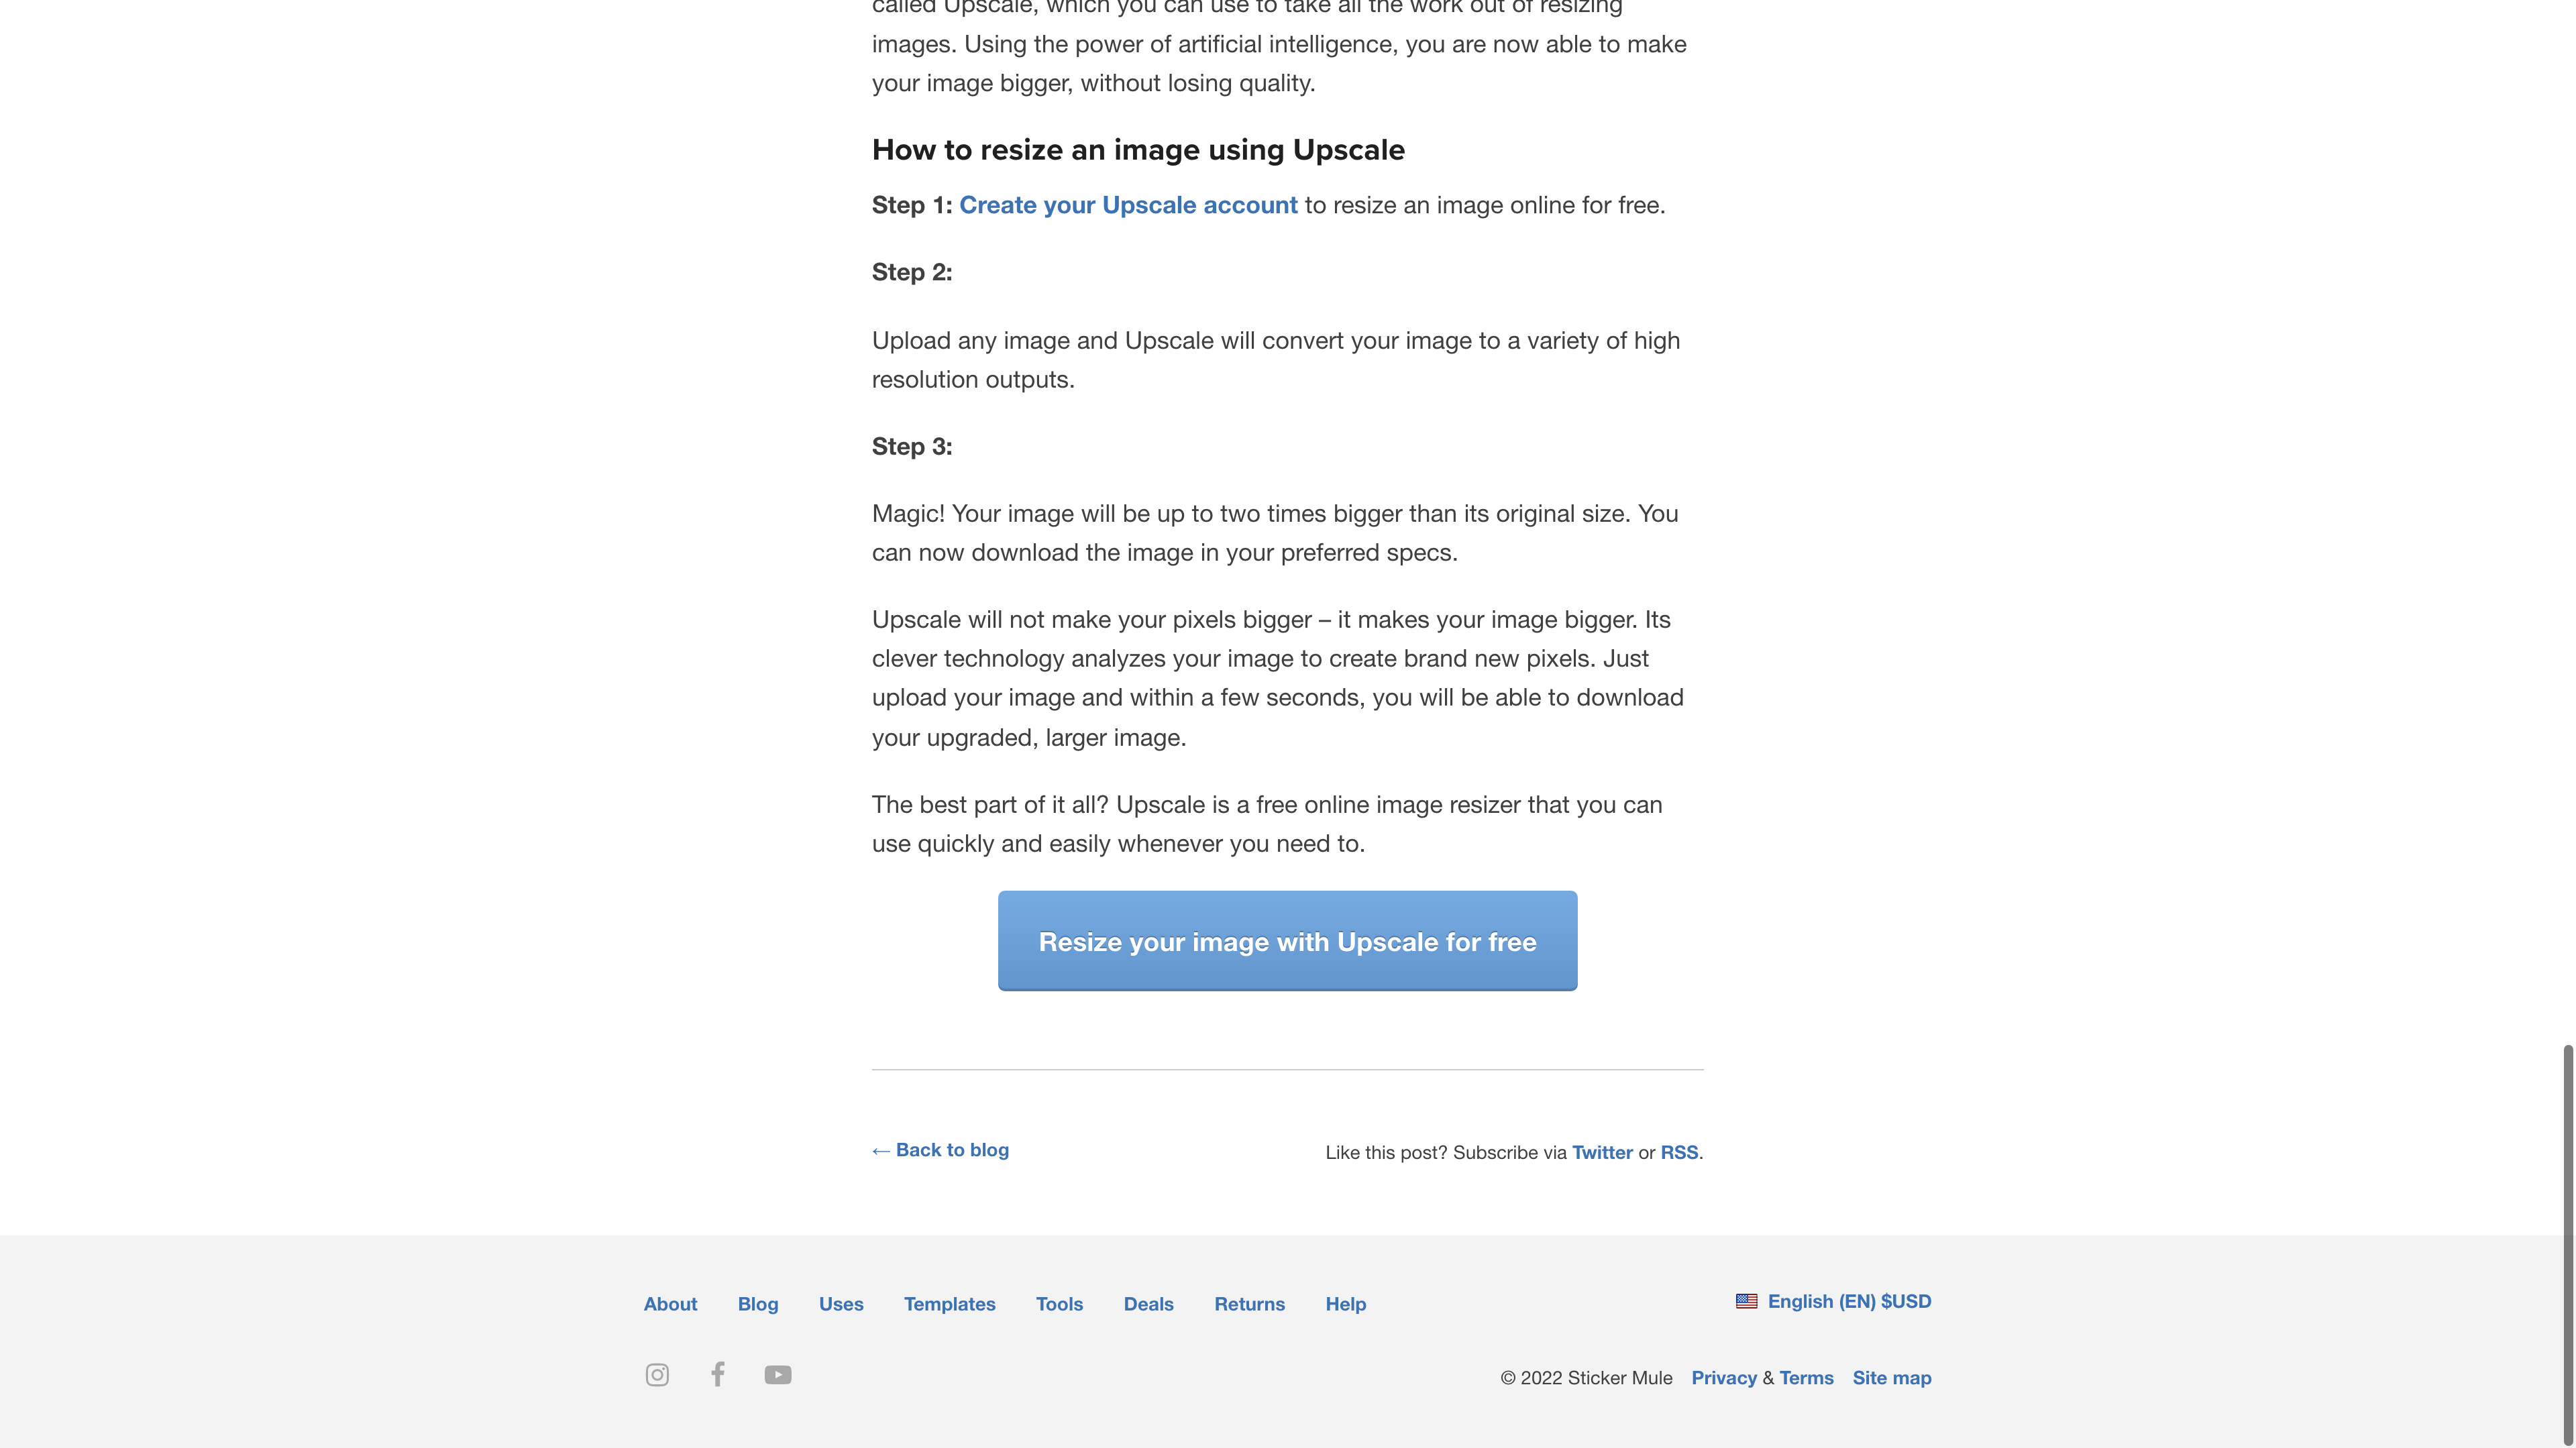 called Upscale, which you can use to take all the work out of resizing
images. Using the power of artificial intelligence, you are now able to make
your image bigger, without losing quality.
How to resize an image using Upscale
Step 1: Create your Upscale account to resize an image online for free.
Step 2:
Upload any image and Upscale will convert your image to a variety of high
resolution outputs.
Step 3:
Magic! Your image will be up to two times bigger than its original size. You
can now download the image in your preferred specs.
Upscale will not make your pixels bigger – it makes your image bigger. Its
clever technology analyzes your image to create brand new pixels. Just
upload your image and within a few seconds, you will be able to download
your upgraded, larger image.
The best part of it all? Upscale is a free online image resizer that you can
use quickly and easily whenever you need to.
Resize your image with Upscale for free
← Back to blog
Like this post? Subscribe via Twitter or RSS.
About Blog Uses Templates Tools Deals Returns Help
English (EN) $USD
© 2022 Sticker Mule Privacy & Terms Site map